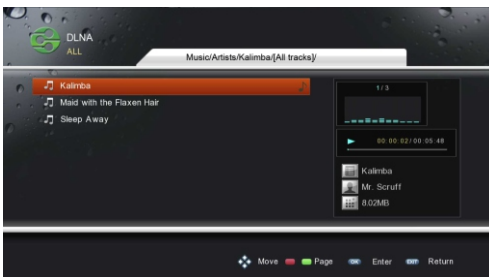 DLNA
ALL
Music/Artists/Kalimba/[All tracks]/
Kalimba
Maid with the Flaxen Hair
Sleep Away
1/3
00:00:02/00:05:48
Kalimba
Mr. Scruff
8.02MB
Move Page OK Enter EXIT Return